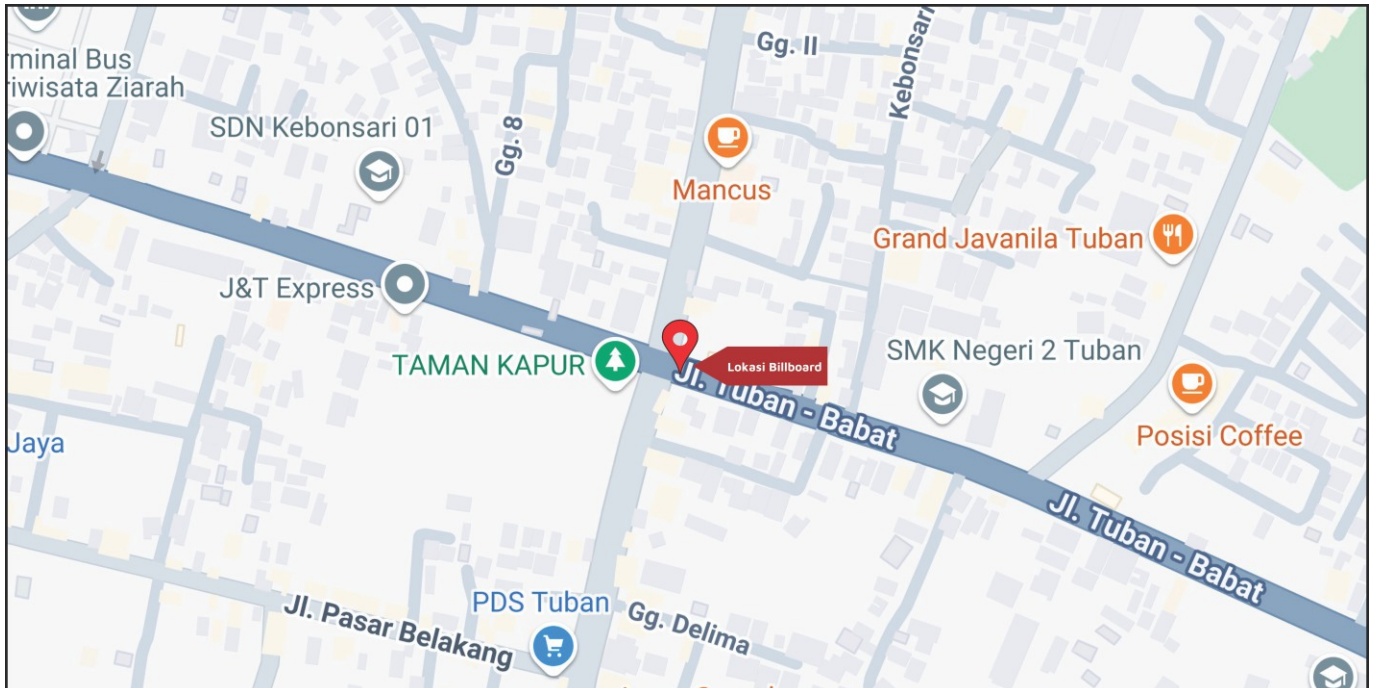 Gg. II
Kebonsari
rminal Bus
riwisata Ziarah
SDN Kebonsari 01
Gg. 8
Mancus
Grand Javanila Tuban
J&T Express
TAMAN KAPUR
Lokasi Billboard
SMK Negeri 2 Tuban
Jl. Tuban - Babat
Posisi Coffee
Jaya
Jl. Tuban - Babat
PDS Tuban
Gg. Delima
Jl. Pasar Belakang